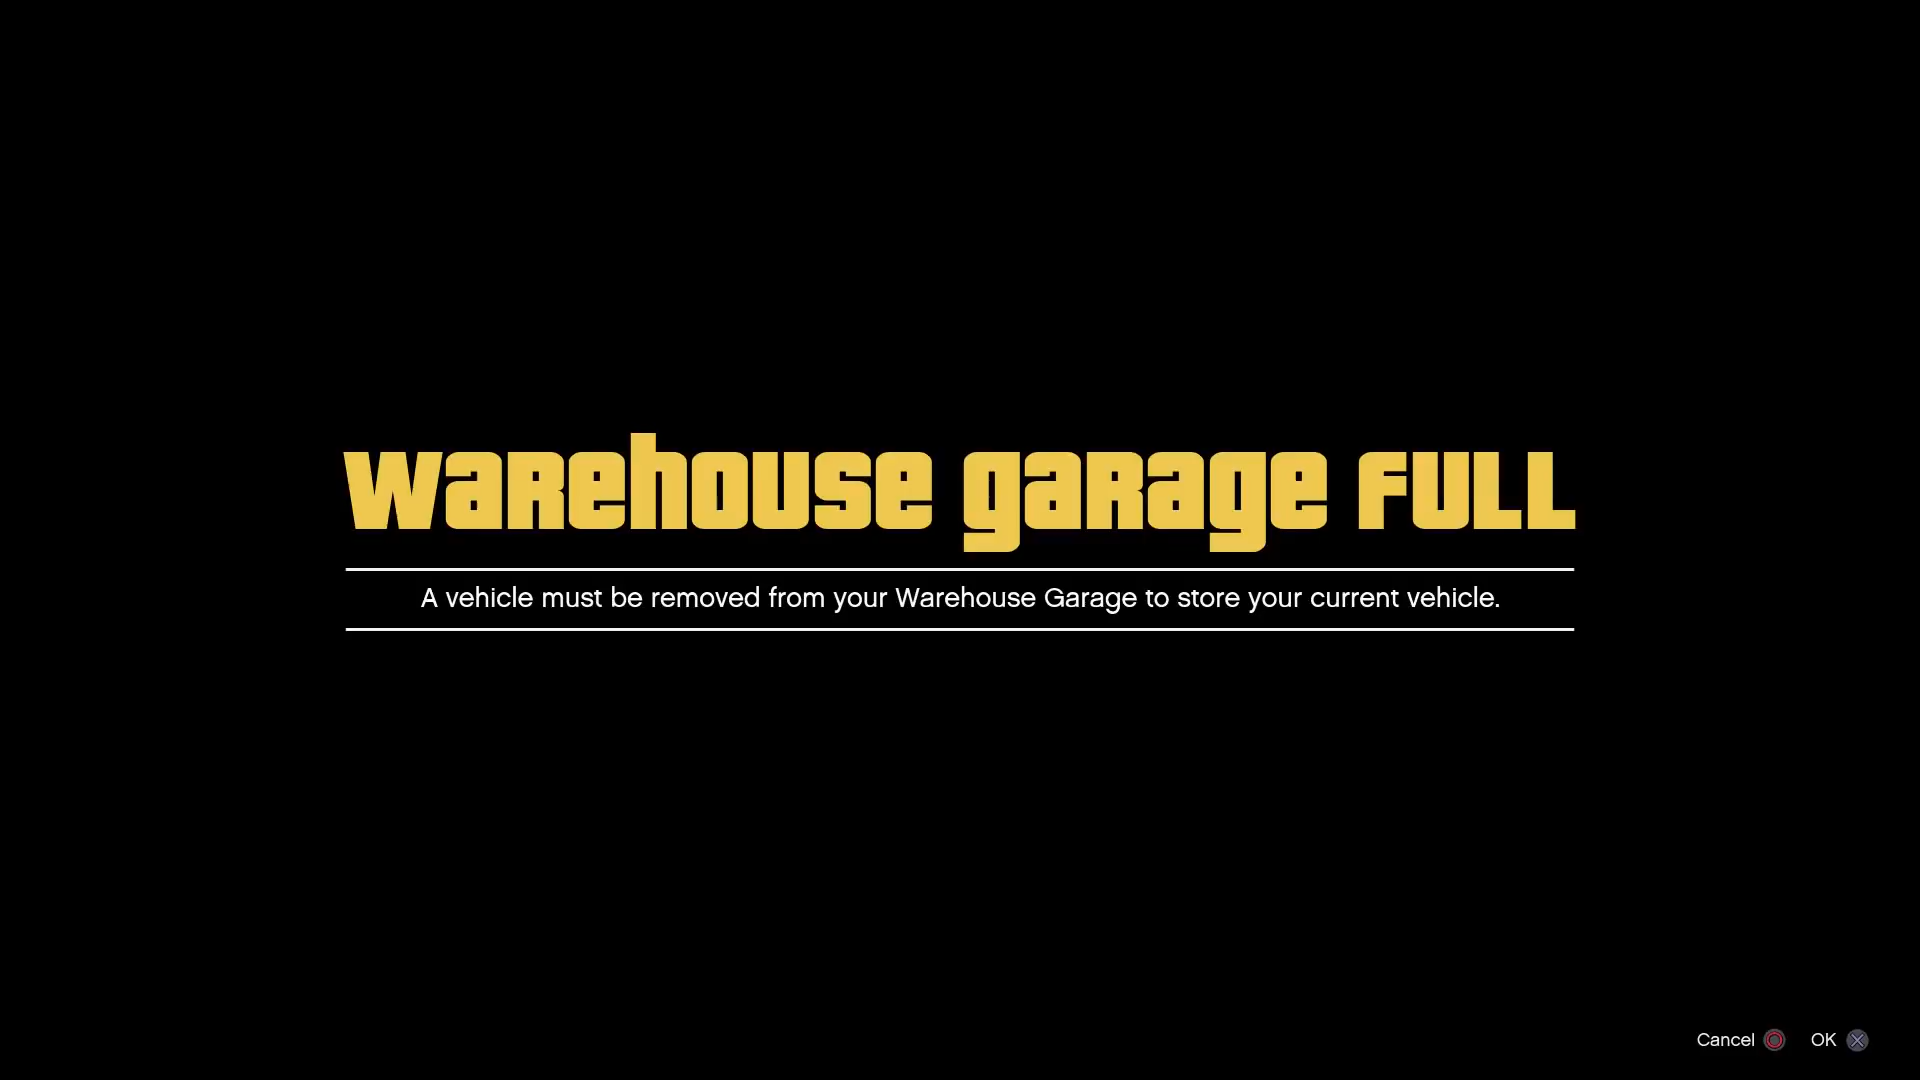 warehouse garage FULL
A vehicle must be removed from your Warehouse Garage to store your current vehicle.
Cancel OK